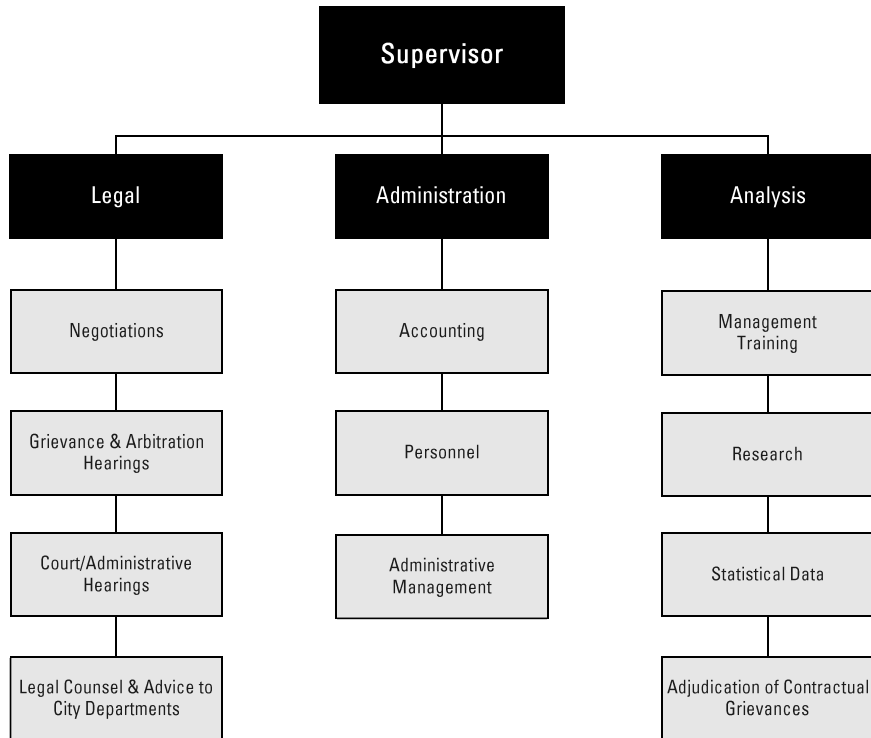 Supervisor
Legal
Administration
Analysis
Negotiations
Accounting
Management
Training
Grievance & Arbitration
Hearings
Personnel
Research
Court/Administrative
Hearings
Administrative
Management
Statistical Data
Legal Counsel & Advice to
City Departments
Adjudication of Contractual
Grievances